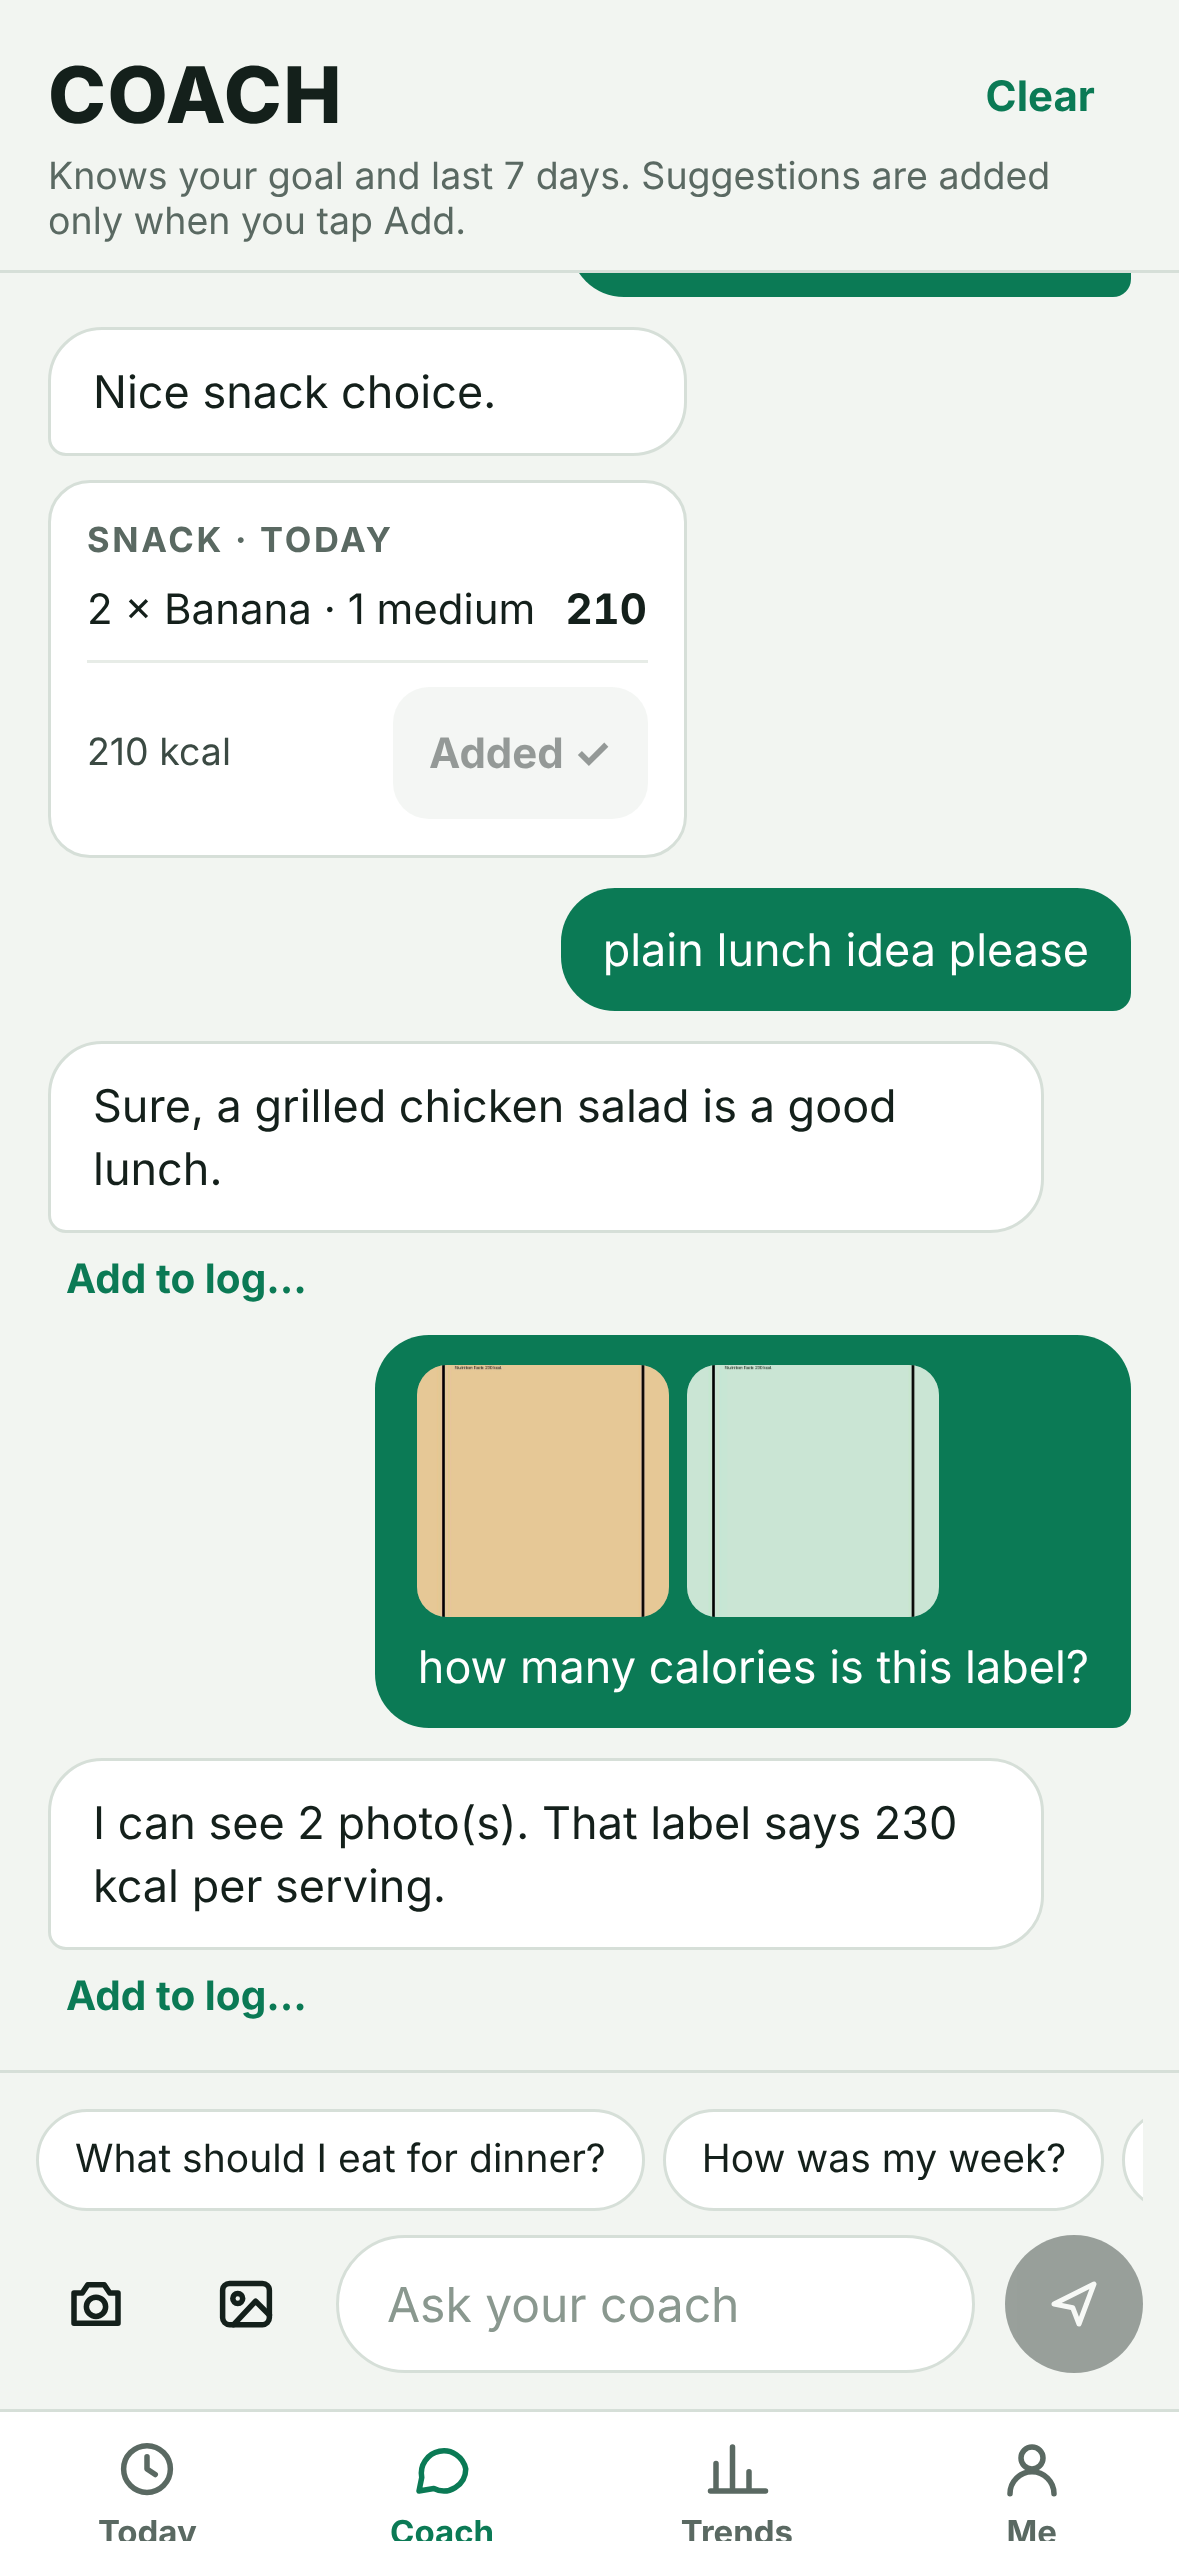 COACH
Clear
Knows your goal and last 7 days. Suggestions are added
only when you tap Add.
Nice snack choice.
SNACK · TODAY
2 × Banana · 1 medium 210
210 kcal
Added ✓
plain lunch idea please
Sure, a grilled chicken salad is a good
lunch.
Add to log...
how many calories is this label?
I can see 2 photo(s). That label says 230
kcal per serving.
Add to log...
What should I eat for dinner?
How was my week?
Ask your coach
Today
Coach
Trends
Me